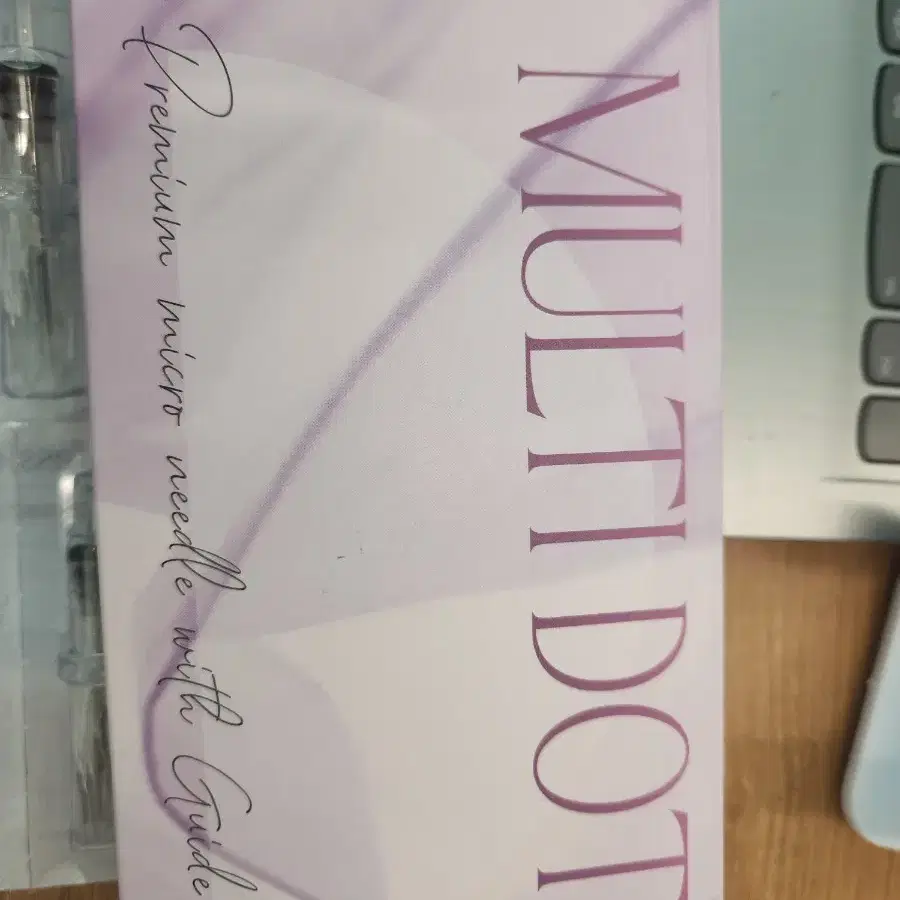 MULTI DOT
Premium micro needle with Guide